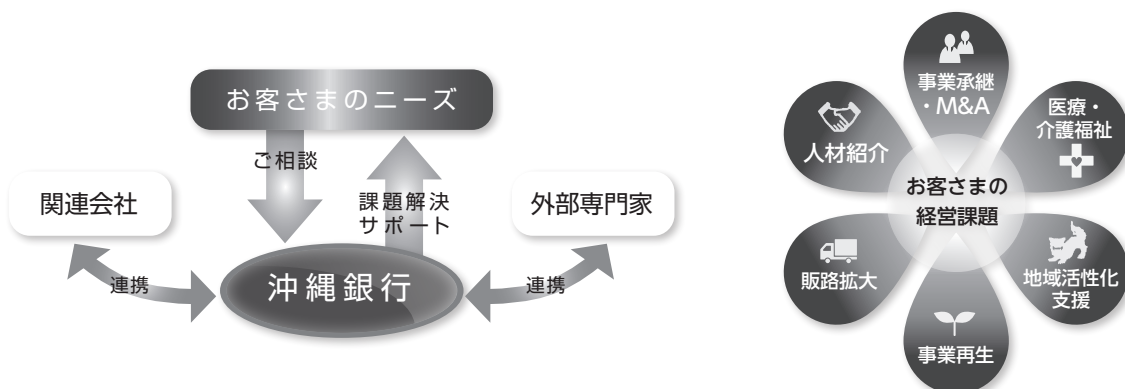 お客さまのニーズ
ご相談
課題解決
サポート
関連会社
外部専門家
連携
沖縄銀行
連携
事業承継
・M&A
医療・
介護福祉
人材紹介
お客さまの
経営課題
販路拡大
地域活性化
支援
事業再生